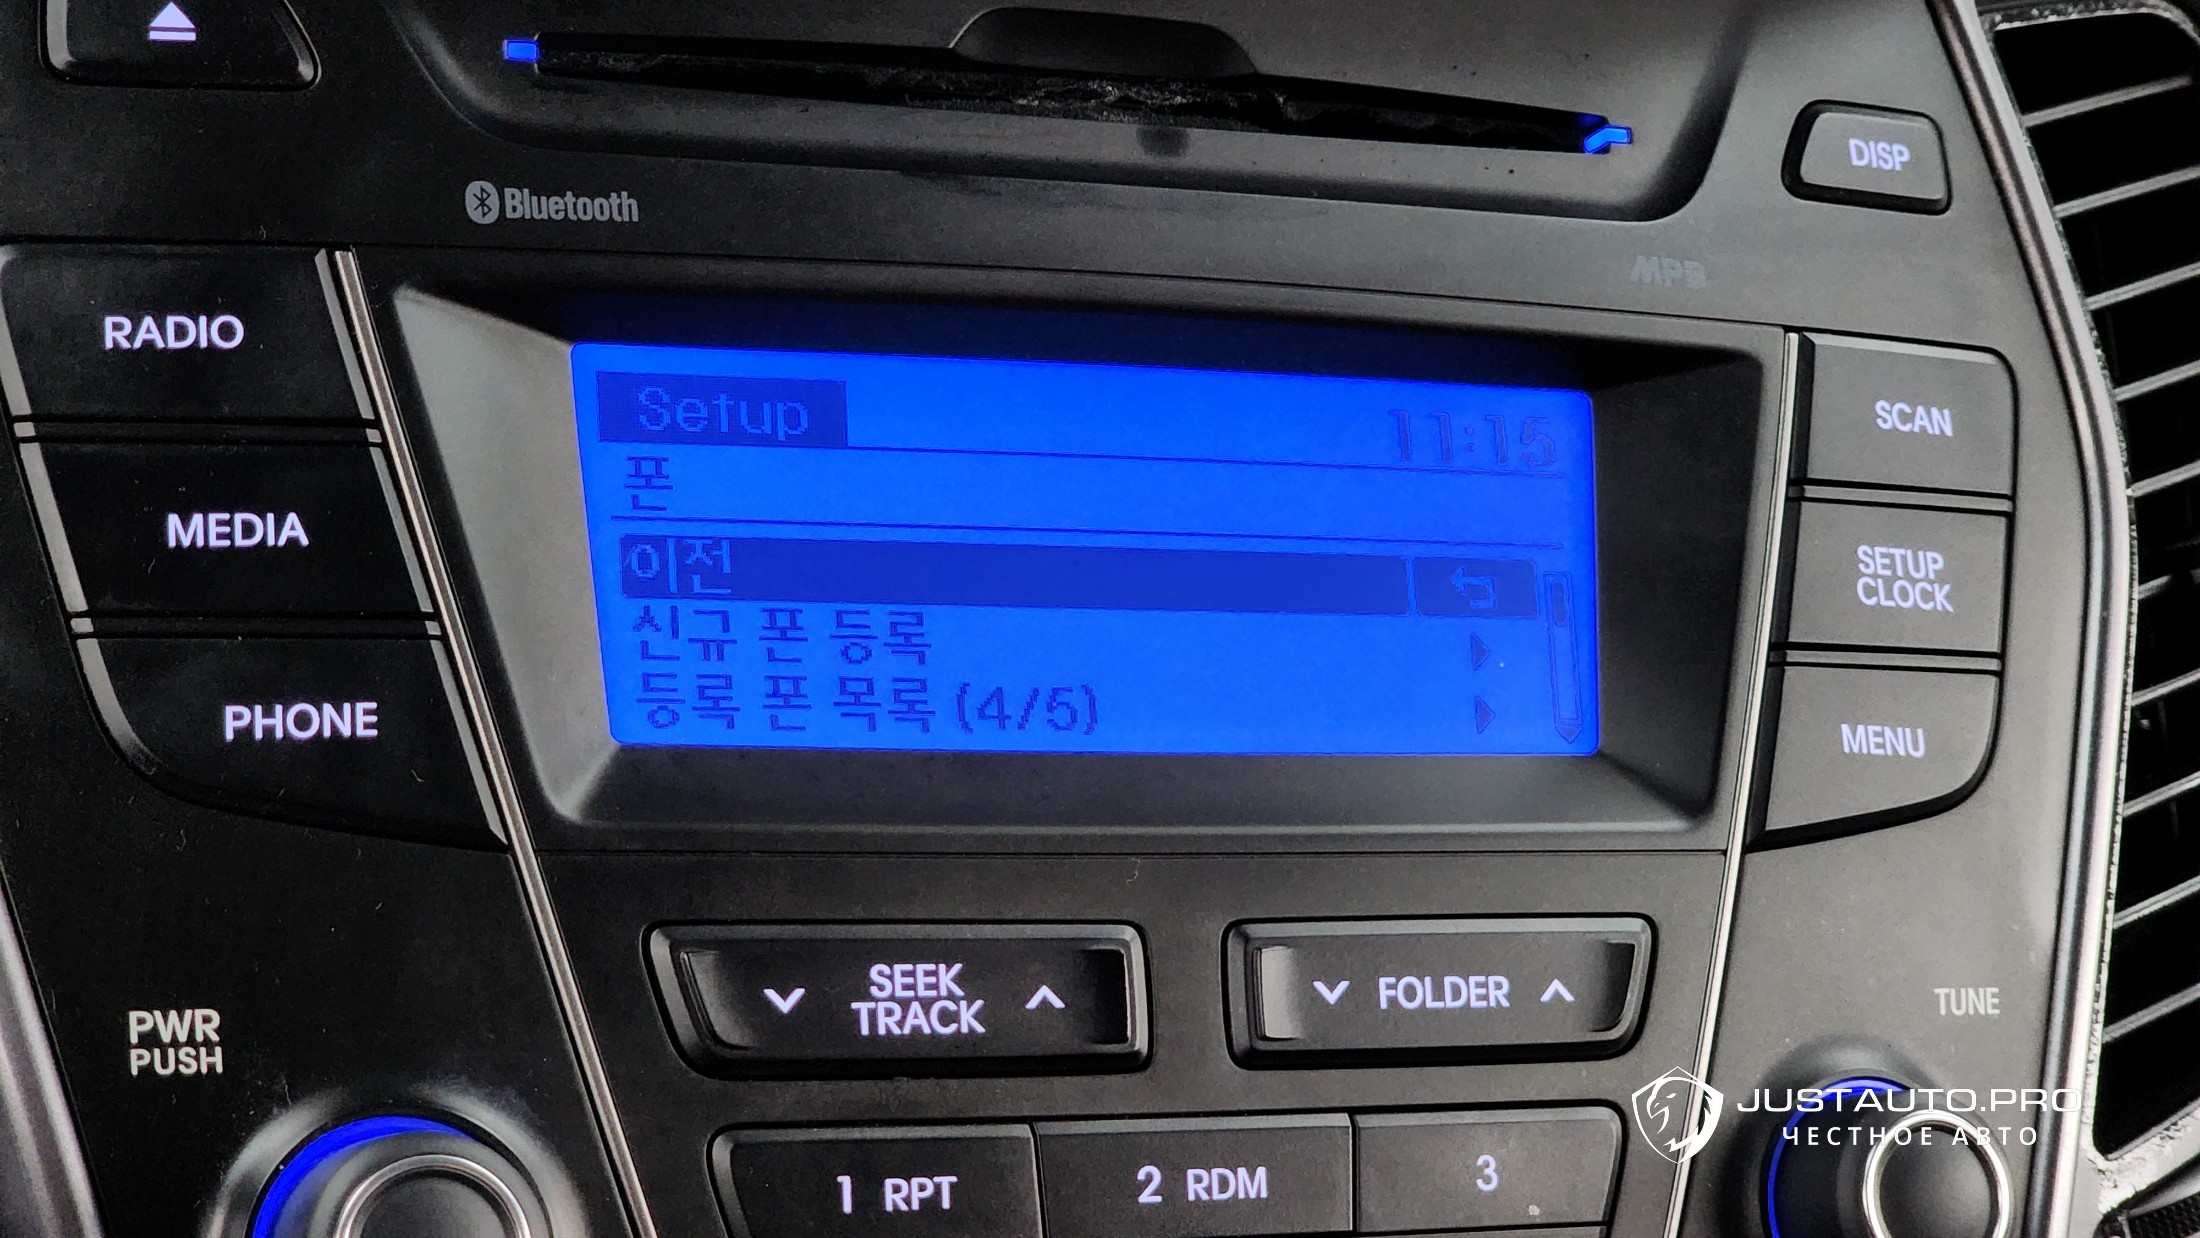 DISP
Bluetooth
MP3
RADIO
MEDIA
PHONE
Setup
11:15
폰
이전
신규 폰 등록
등록 폰 목록 (4/5)
SCAN
SETUP
CLOCK
MENU
SEEK
TRACK
FOLDER
PWR
PUSH
TUNE
1 RPT
2 RDM
3
JUSTAUTO.PRO
ЧЕСТНОЕ АВТО